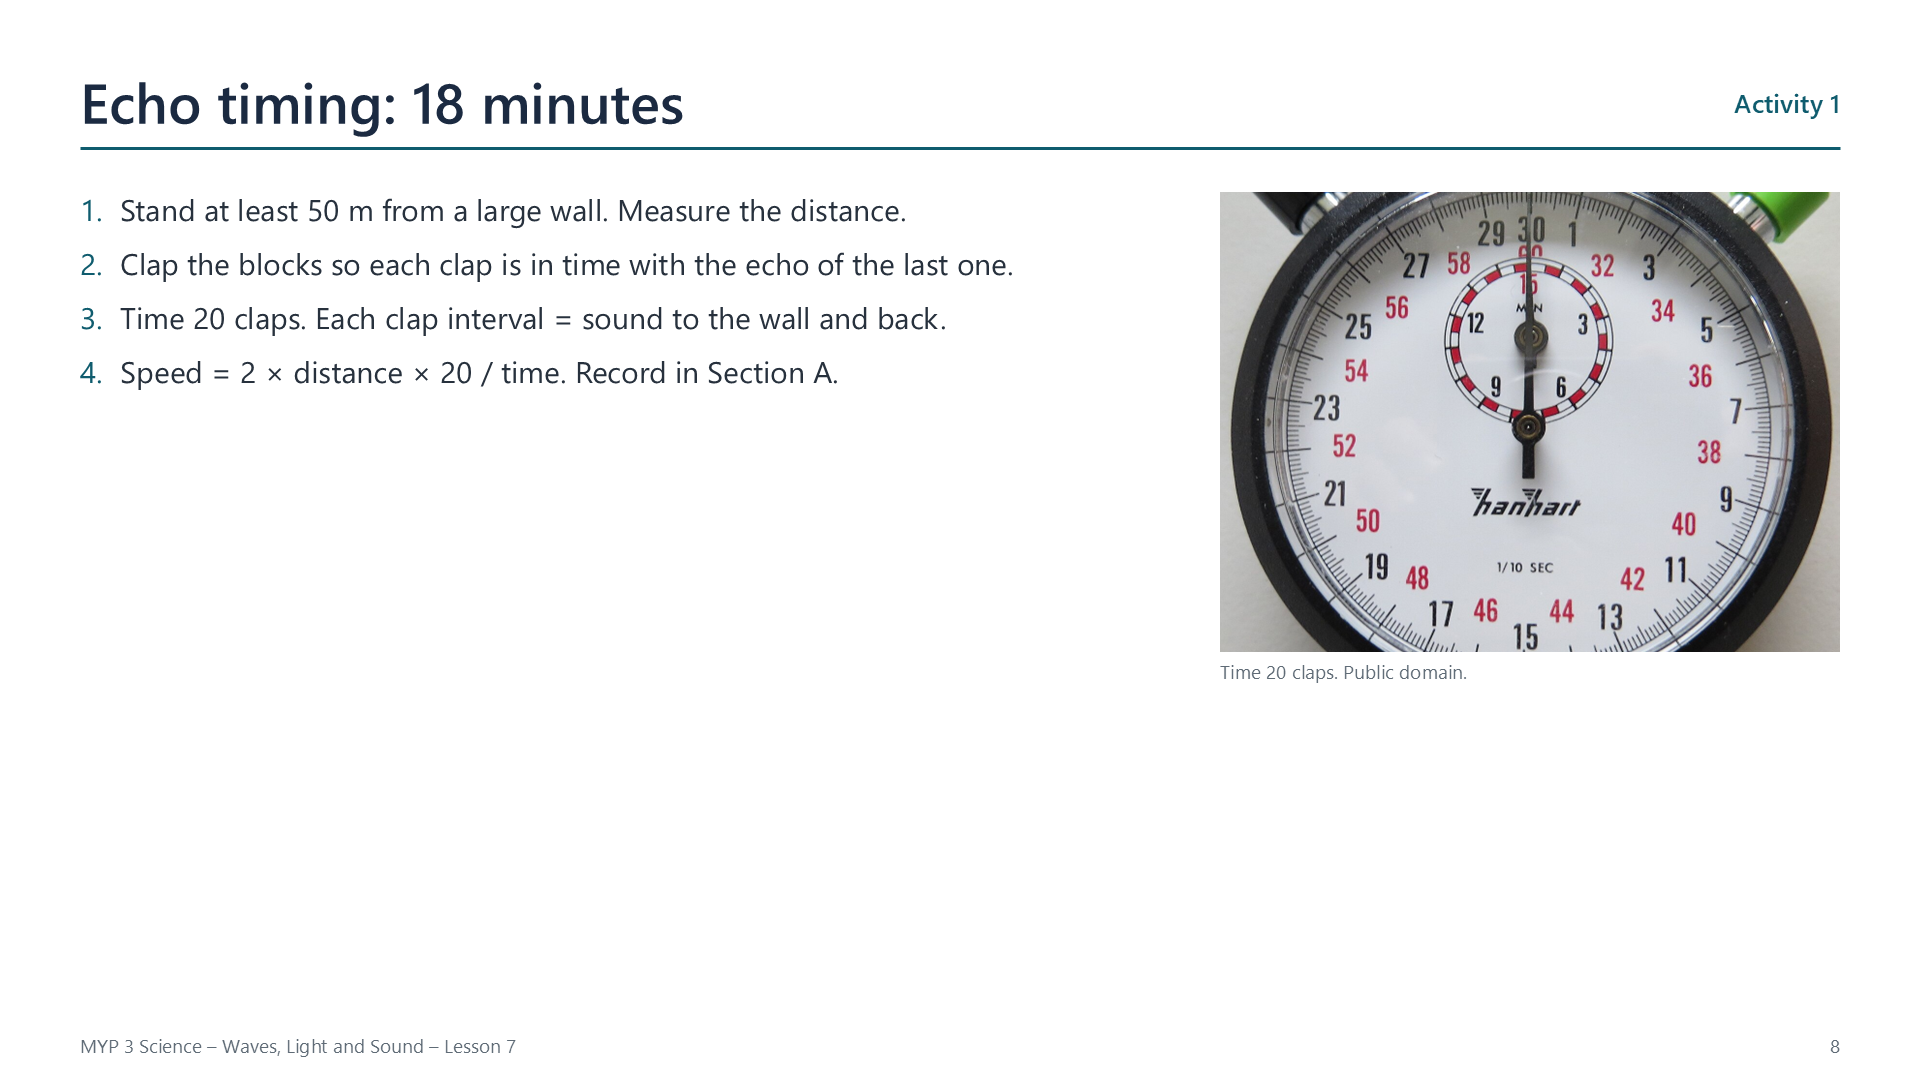 Echo timing: 18 minutes
Activity 1
1. Stand at least 50 m from a large wall. Measure the distance.
2. Clap the blocks so each clap is in time with the echo of the last one.
3. Time 20 claps. Each clap interval = sound to the wall and back.
4. Speed = 2 × distance × 20 / time. Record in Section A.
29 30 1
27 58 32 3
56 34
25 5
54 36
23 7
52 38
21 9
50 40
19 48 42 11
17 46 44 13
15
12 3
9 6
hanhart
1/10 SEC
Time 20 claps. Public domain.
MYP 3 Science – Waves, Light and Sound – Lesson 7
8